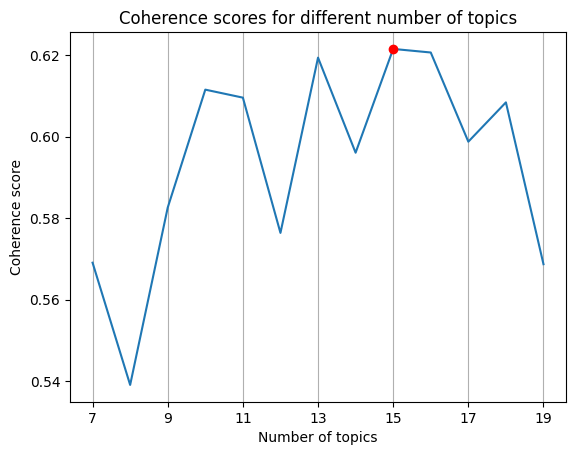 Coherence scores for different number of topics
Coherence score
0.62
0.60
0.58
0.56
0.54
7 9 11 13 15 17 19
Number of topics